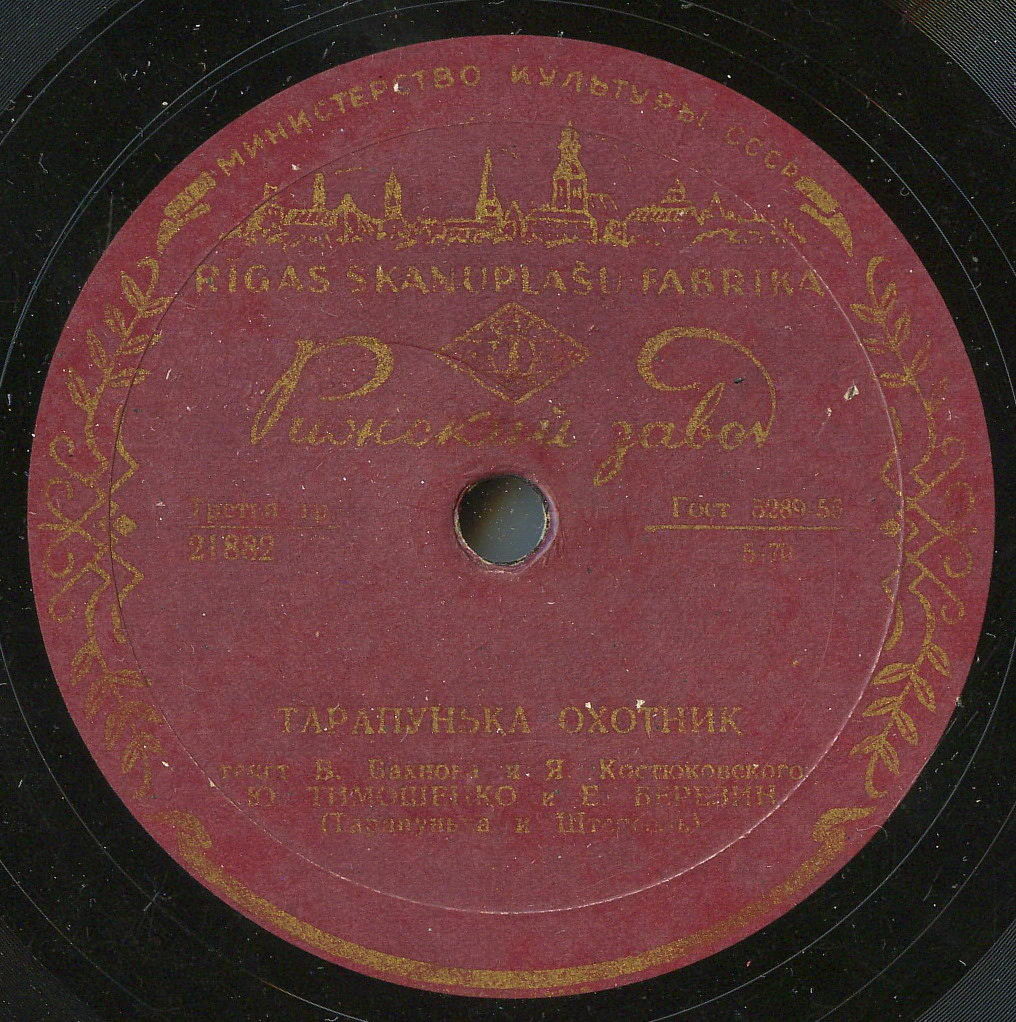 МИНИСТЕРСТВО КУЛЬТУРЫ СССР
RĪGAS SKAŅUPLAŠU FABRIKA
Рижский завод
Третья гр.
21882
Гост 5289-53
5-70
ТАРАПУНЬКА ОХОТНИК
текст В. Бахнова и Я. Костюковского
Ю. ТИМОШЕНКО и Е. БЕРЕЗИН
(Тарапунька и Штепсель)